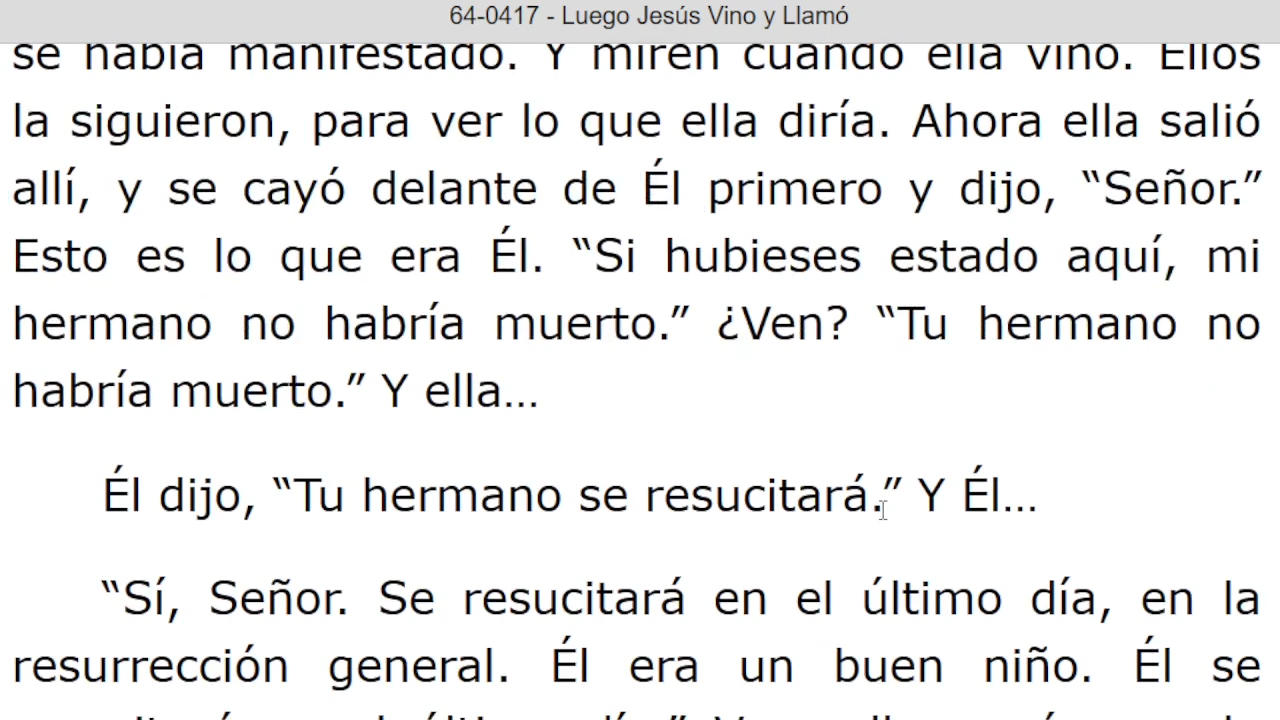 64-0417 - Luego Jesús Vino y Llamó
se había manifestado. Y miren cuando ella vino. Ellos
la siguieron, para ver lo que ella diría. Ahora ella salió
allí, y se cayó delante de Él primero y dijo, “Señor.”
Esto es lo que era Él. “Si hubieses estado aquí, mi
hermano no habría muerto.” ¿Ven? “Tu hermano no
habría muerto.” Y ella…
Él dijo, “Tu hermano se resucitará.” Y Él…
“Sí, Señor. Se resucitará en el último día, en la
resurrección general. Él era un buen niño. Él se